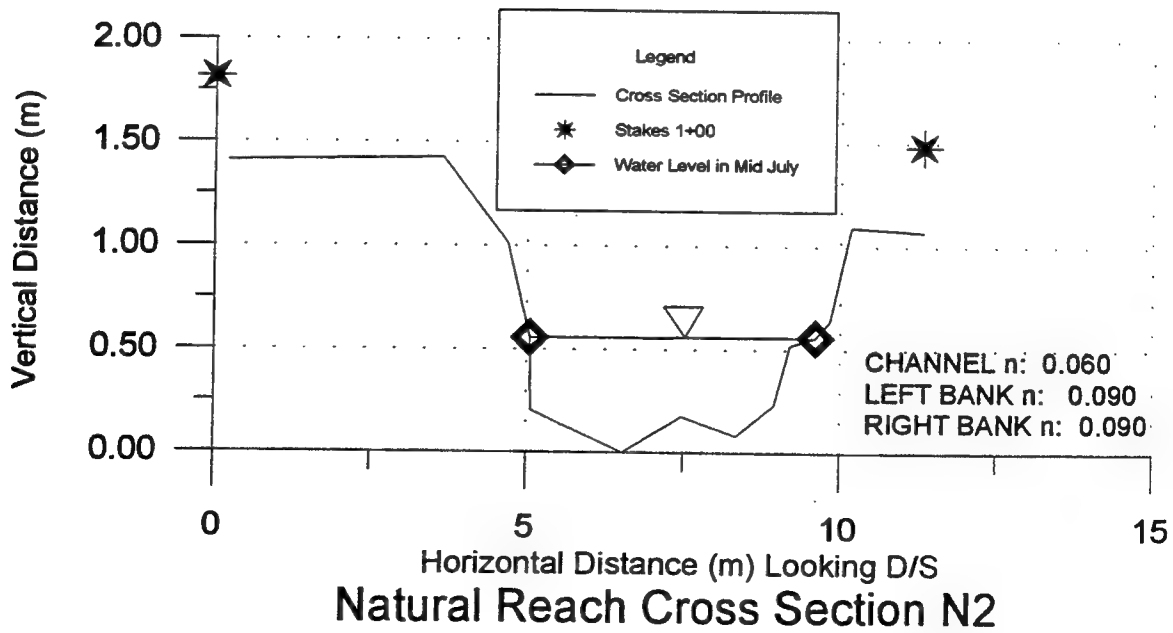 2.00
1.50
1.00
0.50
0.00
Vertical Distance (m)
Legend
Cross Section Profile
Stakes 1+00
Water Level in Mid July
CHANNEL n: 0.060
LEFT BANK n: 0.090
RIGHT BANK n: 0.090
0
5
10
15
Horizontal Distance (m) Looking D/S
Natural Reach Cross Section N2